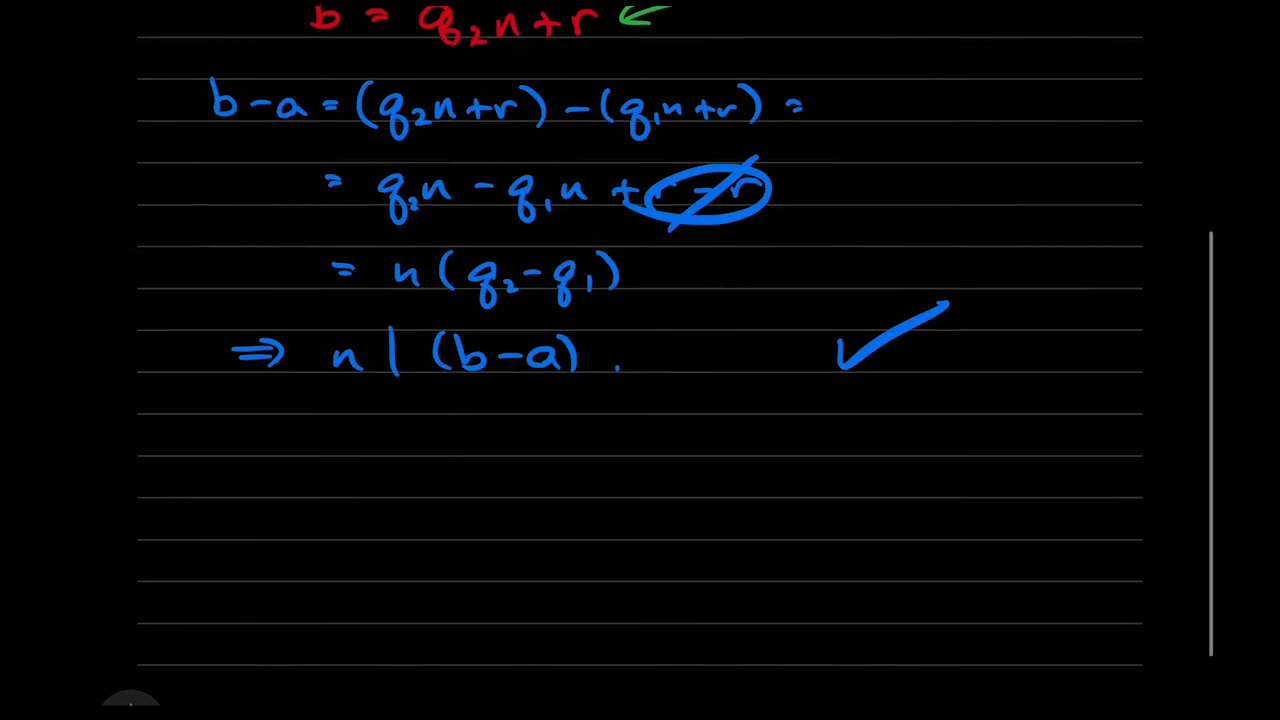 b = q₂n + r ←
b - a = (q₂n + r) - (q₁n + r) =
= q₂n - q₁n + r - r
= n (q₂ - q₁)
⇒ n | (b - a) .